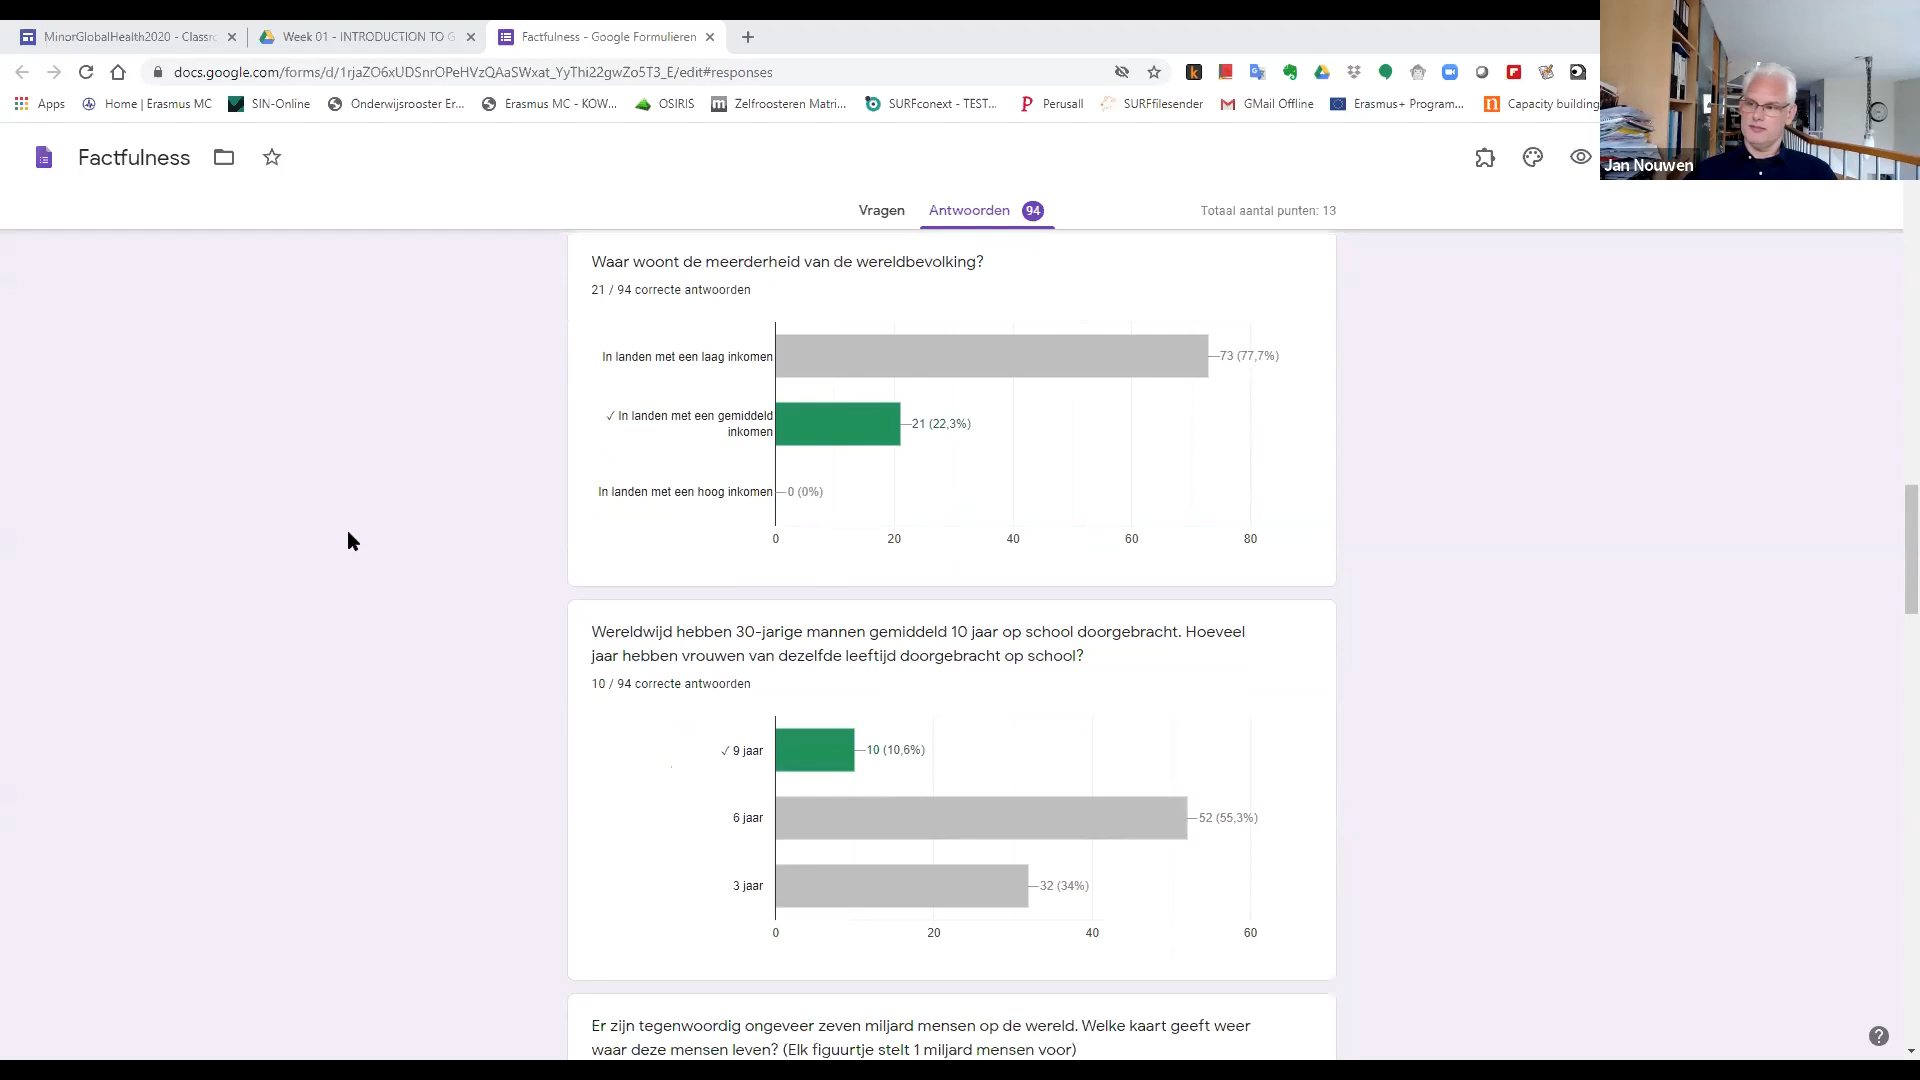 MinorGlobalHealth2020 - Classr
Week 01 - INTRODUCTION TO G
Factfulness - Google Formulieren
docs.google.com/forms/d/1rjaZO6xUDSnrOPeHVzQAaSWxat_YyThi22gwZo5T3_E/edit#responses
Apps
Home | Erasmus MC
SIN-Online
Onderwijsrooster Er...
Erasmus MC - KOW...
OSIRIS
Zelfroosteren Matri...
SURFconext - TEST...
Perusall
SURFfilesender
GMail Offline
Erasmus+ Program...
Capacity building
Jan Nouwen
Factfulness
Vragen
Antwoorden 94
Totaal aantal punten: 13
Waar woont de meerderheid van de wereldbevolking?
21 / 94 correcte antwoorden
In landen met een laag inkomen
73 (77,7%)
✓ In landen met een gemiddeld
inkomen
21 (22,3%)
In landen met een hoog inkomen
0 (0%)
0 20 40 60 80
Wereldwijd hebben 30-jarige mannen gemiddeld 10 jaar op school doorgebracht. Hoeveel
jaar hebben vrouwen van dezelfde leeftijd doorgebracht op school?
10 / 94 correcte antwoorden
✓ 9 jaar
10 (10,6%)
6 jaar
52 (55,3%)
3 jaar
32 (34%)
0 20 40 60
Er zijn tegenwoordig ongeveer zeven miljard mensen op de wereld. Welke kaart geeft weer
waar deze mensen leven? (Elk figuurtje stelt 1 miljard mensen voor)